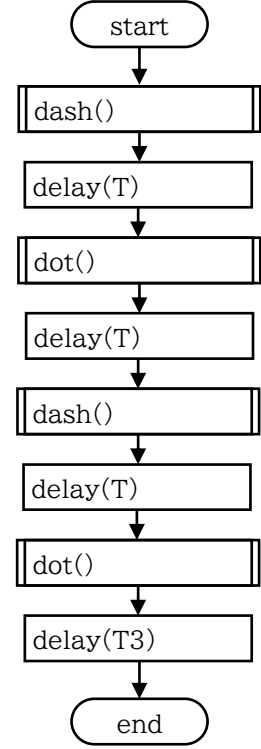 start
dash()
delay(T)
dot()
delay(T)
dash()
delay(T)
dot()
delay(T3)
end